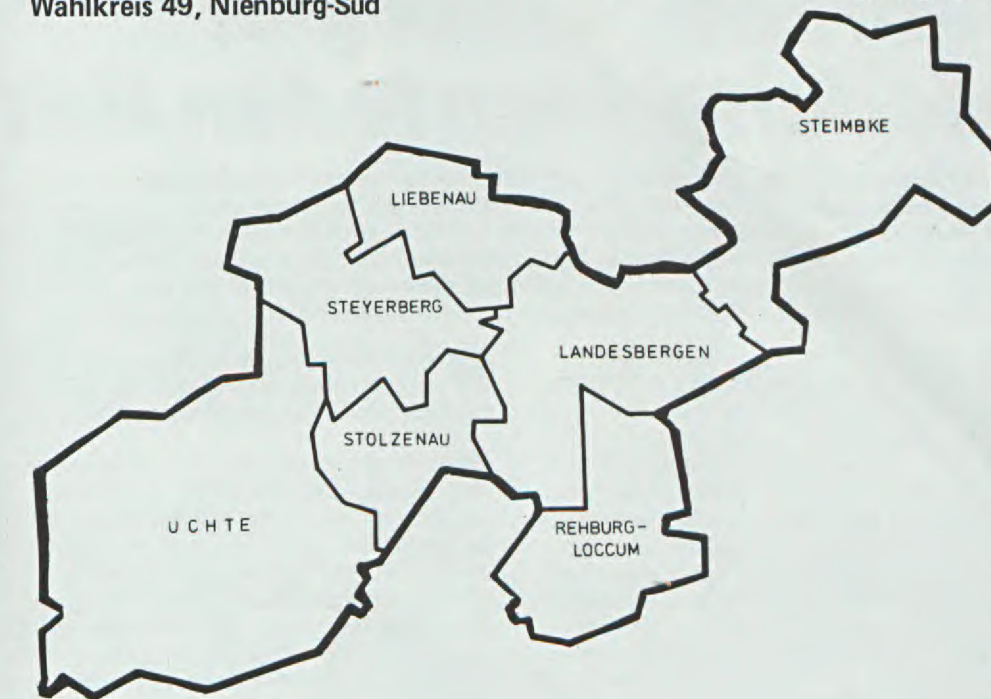 Wahlkreis 49, Nienburg-Süd
STEIMBKE
LIEBENAU
STEYERBERG
LANDESBERGEN
STOLZENAU
UCHTE
REHBURG-
LOCCUM